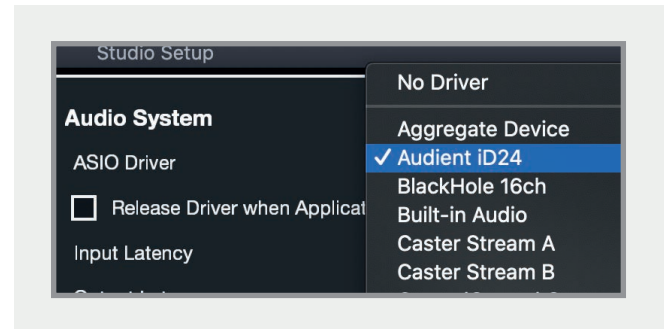 Studio Setup
Audio System
ASIO Driver
Release Driver when Applicat
Input Latency
No Driver
Aggregate Device
✓ Audient iD24
BlackHole 16ch
Built-in Audio
Caster Stream A
Caster Stream B